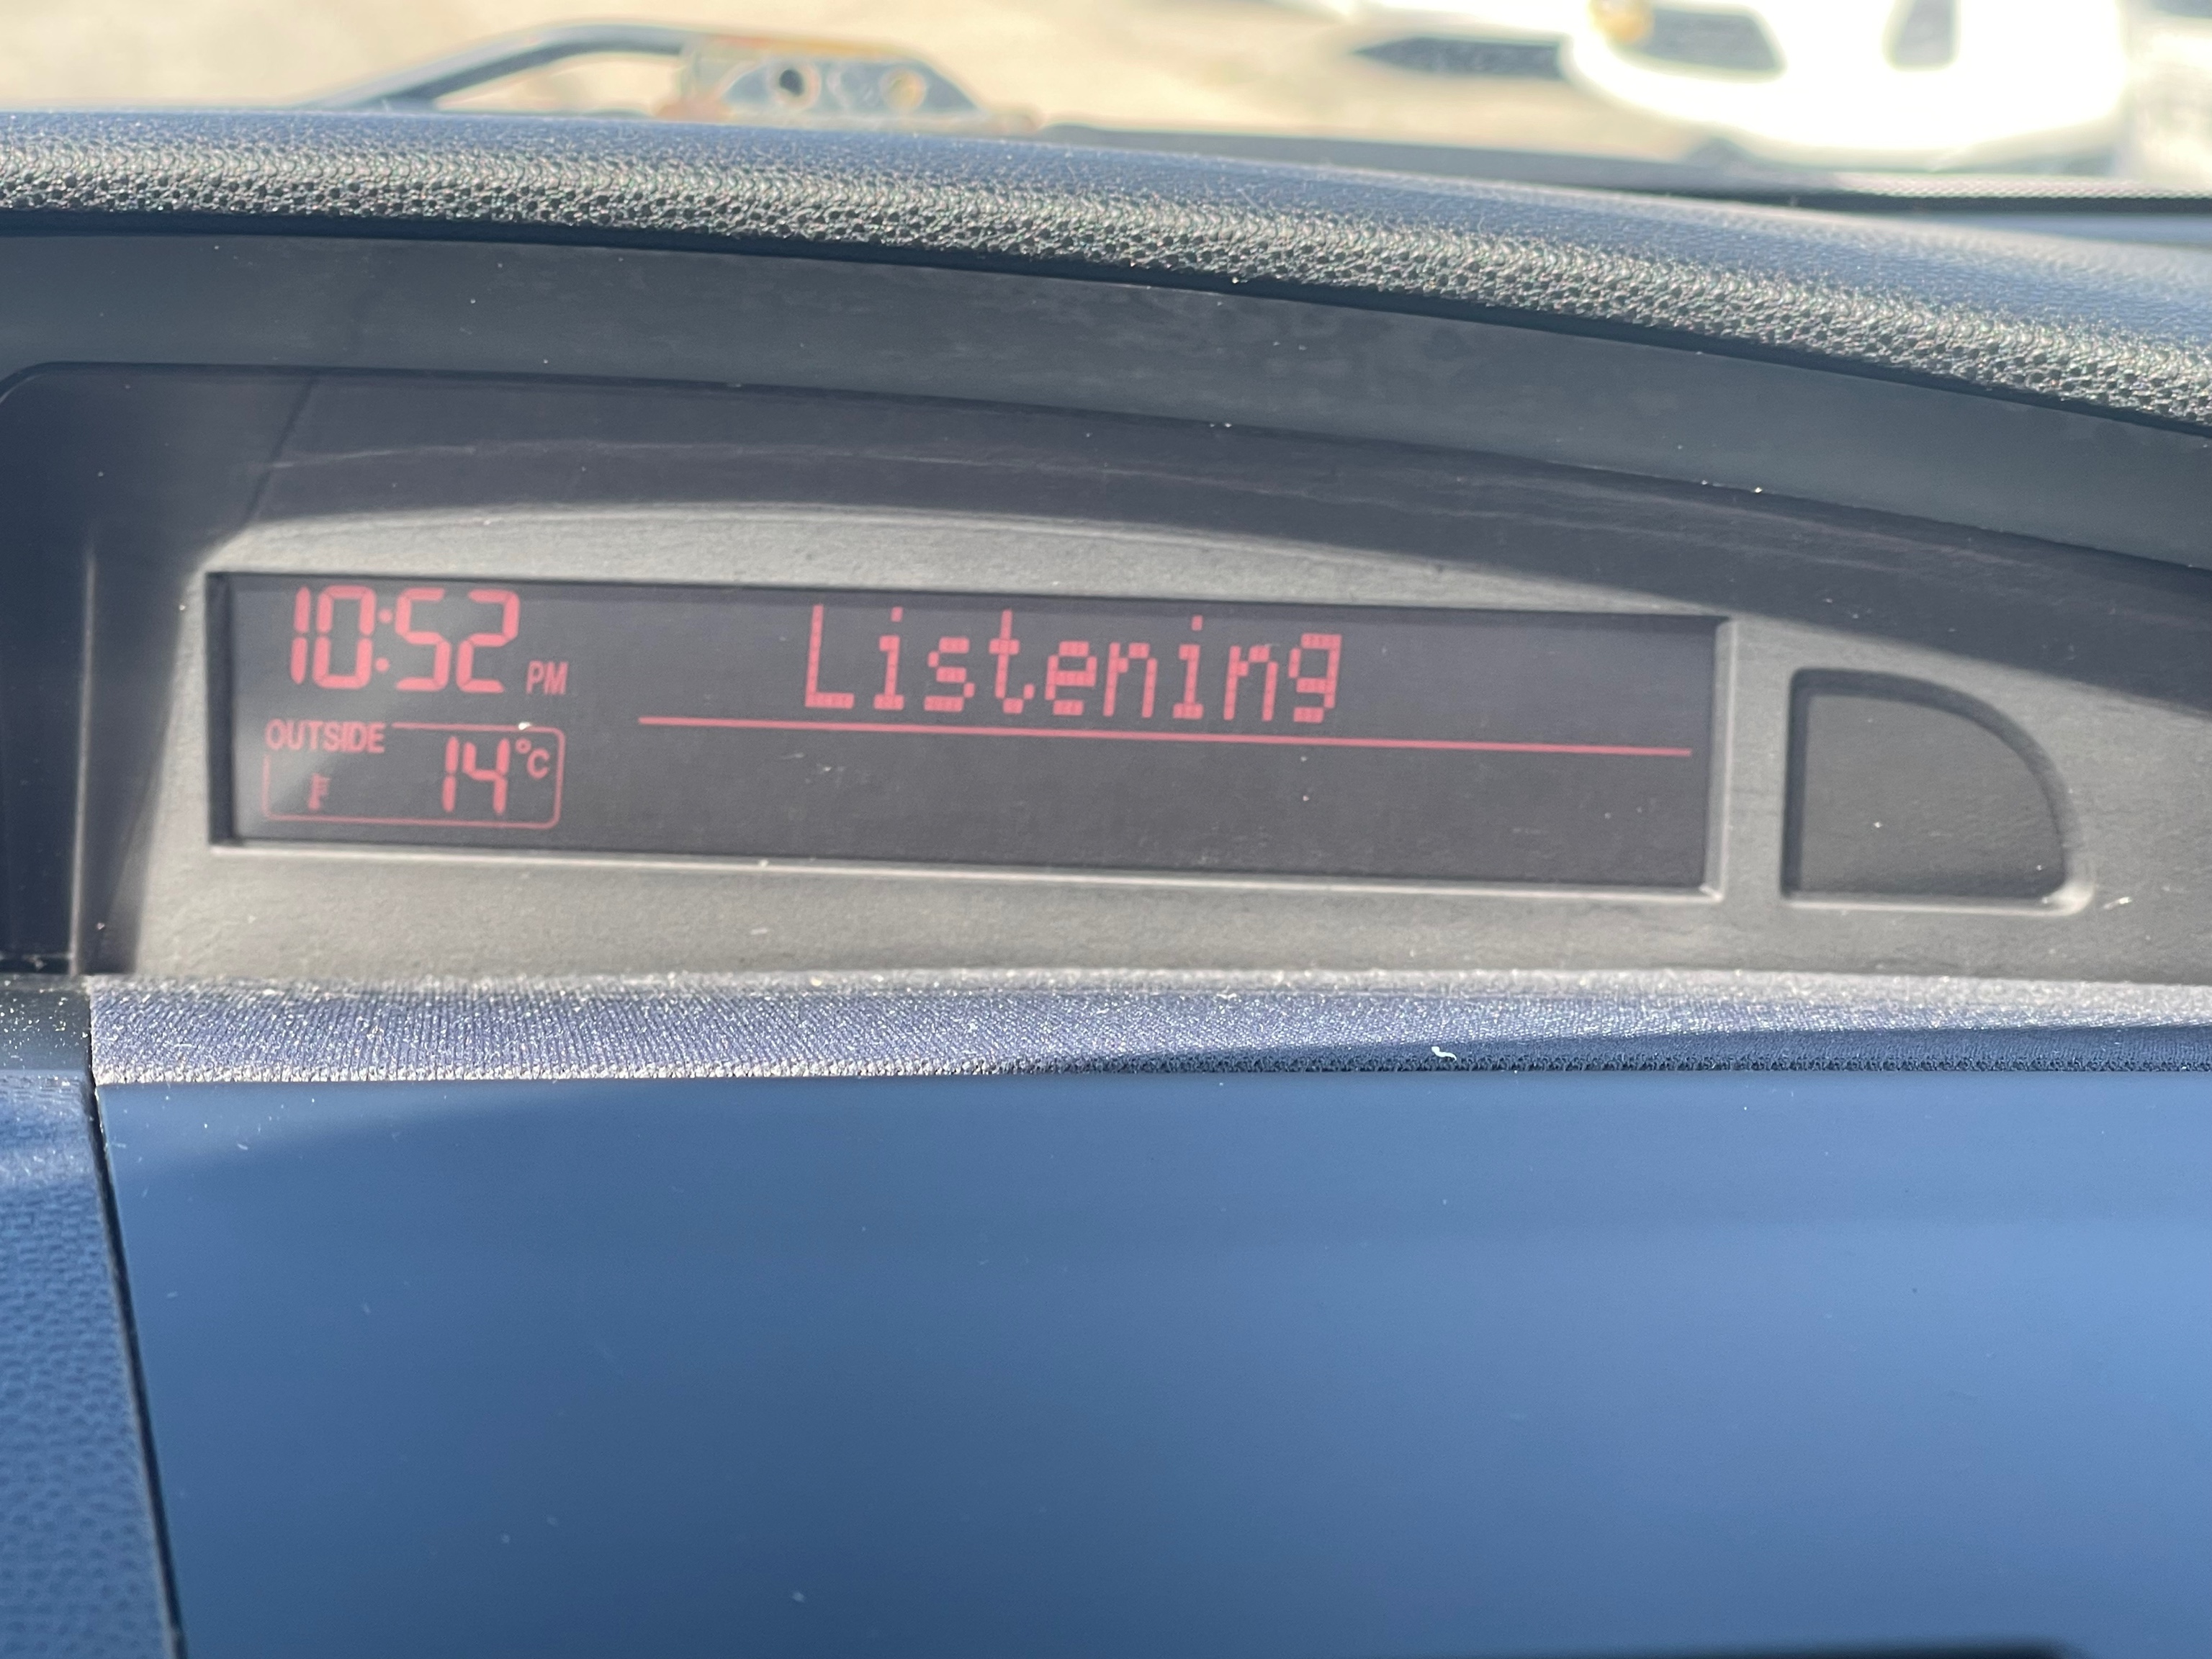 10:52 PM
Listening
OUTSIDE
14°C